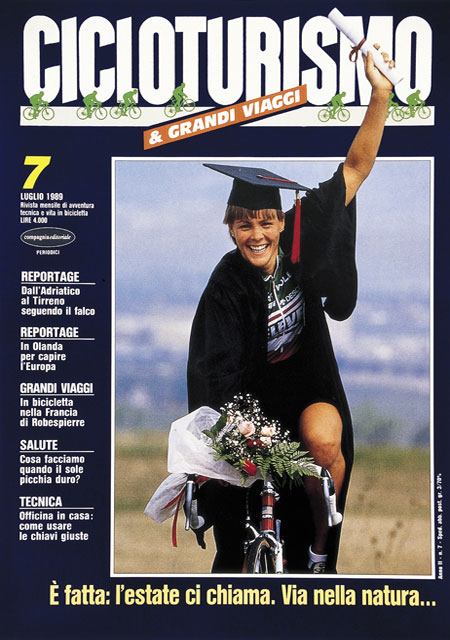 CICLOTURISMO
& GRANDI VIAGGI
7
LUGLIO 1989
Rivista mensile di avventura
tecnica e vita in bicicletta
LIRE 4.000
compagnia editoriale
PERIODICI
REPORTAGE
Dall'Adriatico
al Tirreno
seguendo il falco
REPORTAGE
In Olanda
per capire
l'Europa
GRANDI VIAGGI
In bicicletta
nella Francia
di Robespierre
SALUTE
Cosa facciamo
quando il sole
picchia duro?
TECNICA
Officina in casa:
come usare
le chiavi giuste
Anno II - n. 7 - Sped. abb. post. gr. 3/70%
È fatta: l'estate ci chiama. Via nella natura...